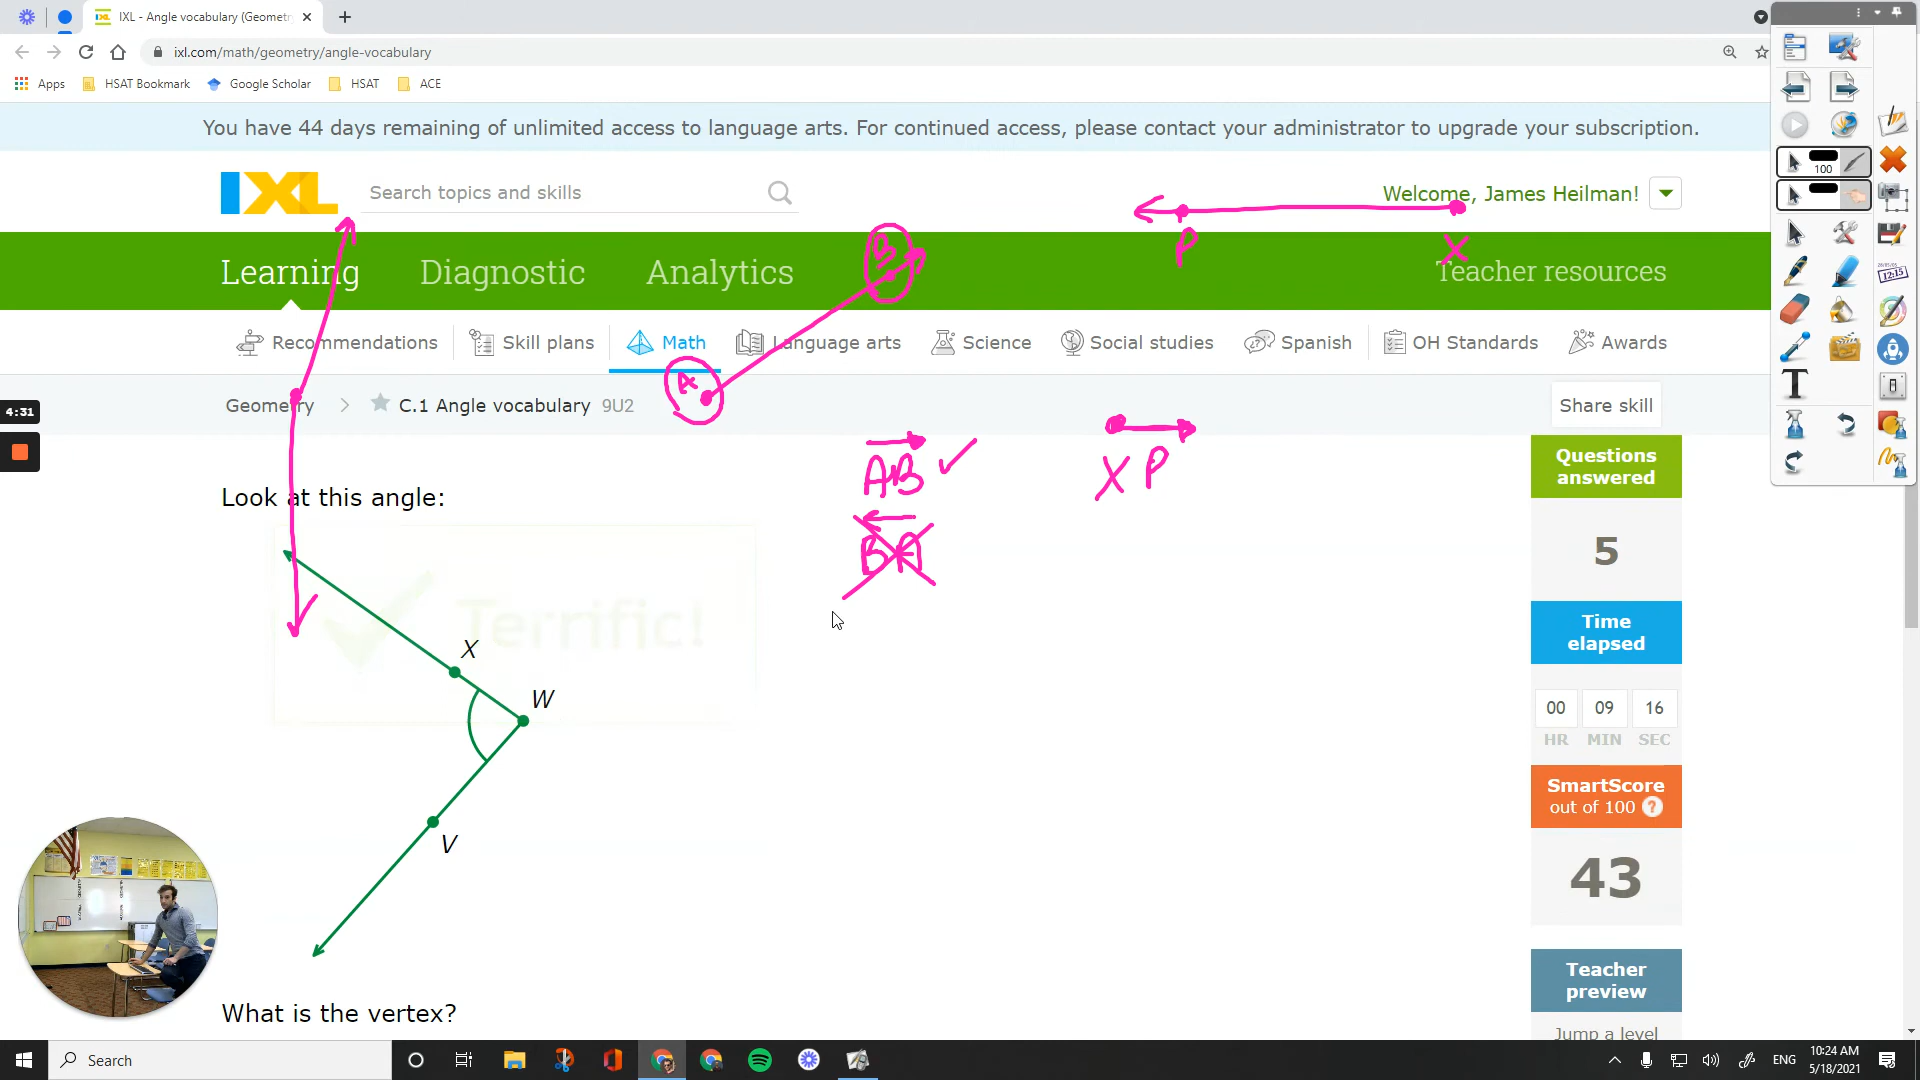 IXL - Angle vocabulary (Geometr
ixl.com/math/geometry/angle-vocabulary
Apps HSAT Bookmark Google Scholar HSAT ACE
You have 44 days remaining of unlimited access to language arts. For continued access, please contact your administrator to upgrade your subscription.
IXL Search topics and skills Welcome, James Heilman!
P X
B
Learning Diagnostic Analytics Teacher resources
Recommendations Skill plans Math Language arts Science Social studies Spanish OH Standards Awards
A
4:31
Geometry C.1 Angle vocabulary 9U2 Share skill
AB XP
BA
Look at this angle:
Terrific!
X
W
V
What is the vertex?
Questions
answered
5
Time
elapsed
00 09 16
HR MIN SEC
SmartScore
out of 100 ?
43
Teacher
preview
Jump a level
100
12:15
T
Search
ENG
10:24 AM
5/18/2021